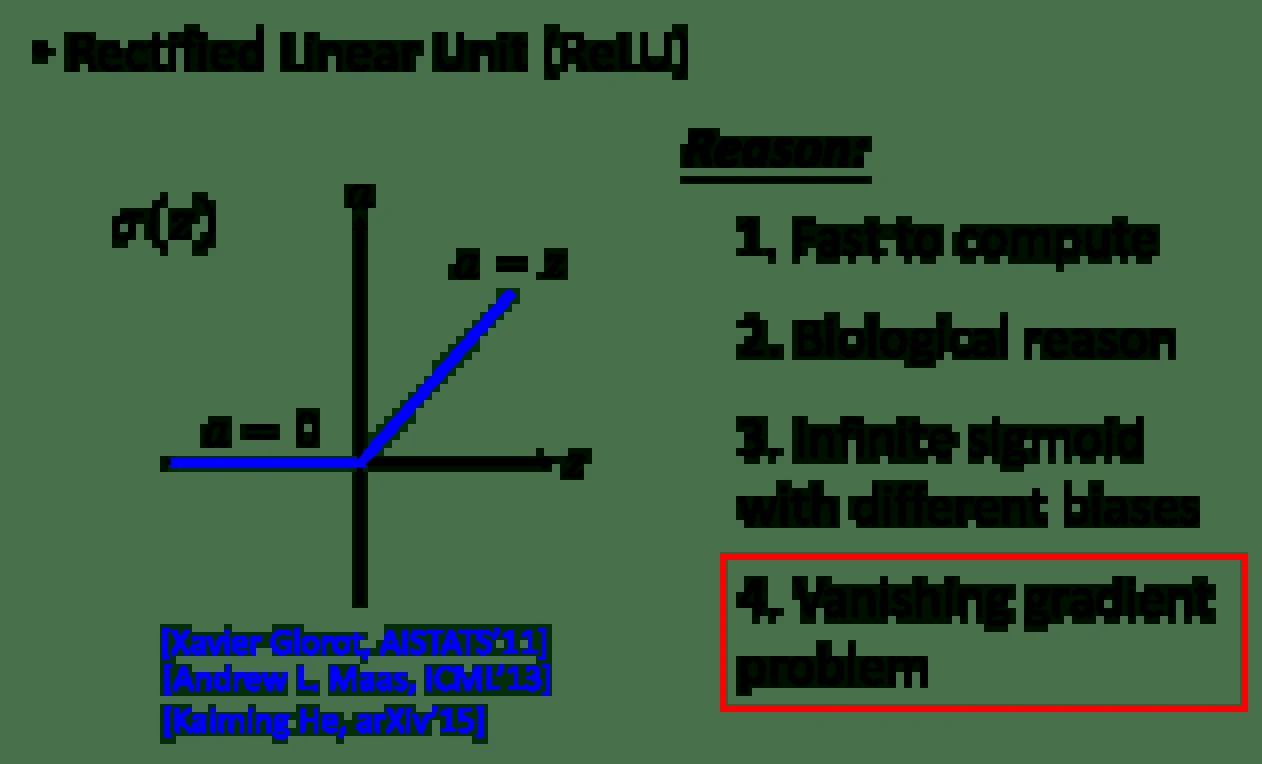 • Rectified Linear Unit (ReLU)
Reason:
σ(z)
a
a = z
a = 0
z
1. Fast to compute
2. Biological reason
3. Infinite sigmoid
with different biases
4. Vanishing gradient
problem
[Xavier Glorot, AISTATS’11]
[Andrew L. Maas, ICML’13]
[Kaiming He, arXiv’15]